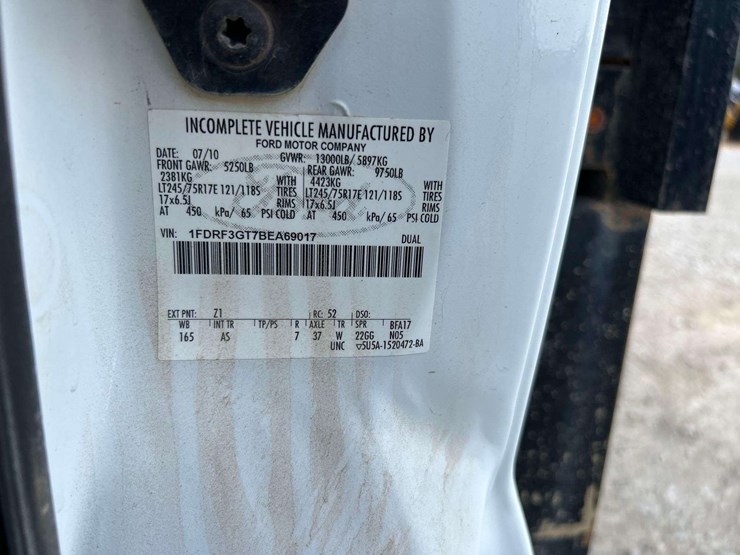 INCOMPLETE VEHICLE MANUFACTURED BY
FORD MOTOR COMPANY
DATE: 07/10 GVWR: 13000LB/ 5897KG
FRONT GAWR: 5250LB REAR GAWR: 9750LB
2381KG WITH 4423KG WITH
LT245/75R17E 121/118S TIRES LT245/75R17E 121/118S TIRES
17x6.5J RIMS 17x6.5J RIMS
AT 450 kPa/ 65 PSI COLD AT 450 kPa/ 65 PSI COLD
VIN: 1FDRF3GT7BEA69017 DUAL
EXT PNT: Z1 RC: 52 DSO:
WB INT TR TP/PS R AXLE TR SPR BFA17
165 AS 7 37 W 22GG N05
UNC 5U5A-1520472-BA